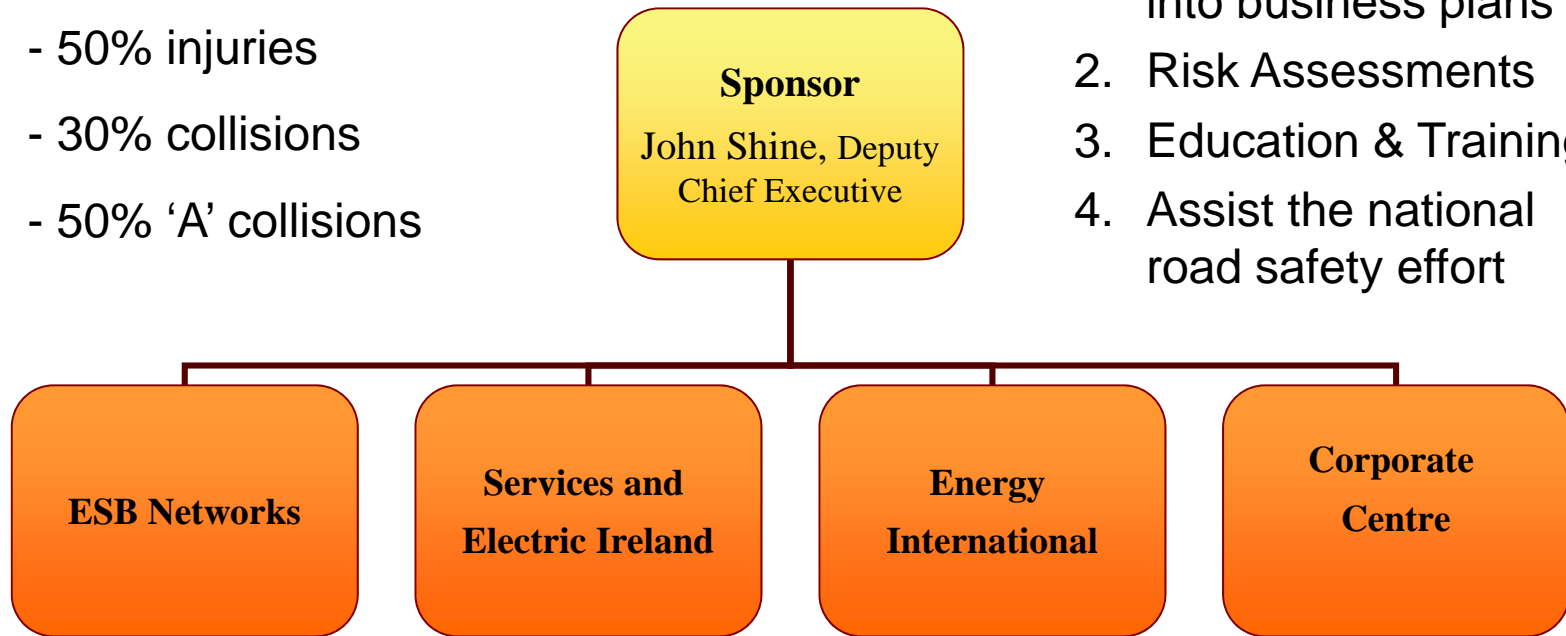 - 50% injuries
- 30% collisions
- 50% ‘A’ collisions
Sponsor
John Shine, Deputy
Chief Executive
into business plans
2. Risk Assessments
3. Education & Training
4. Assist the national
road safety effort
ESB Networks
Services and
Electric Ireland
Energy
International
Corporate
Centre